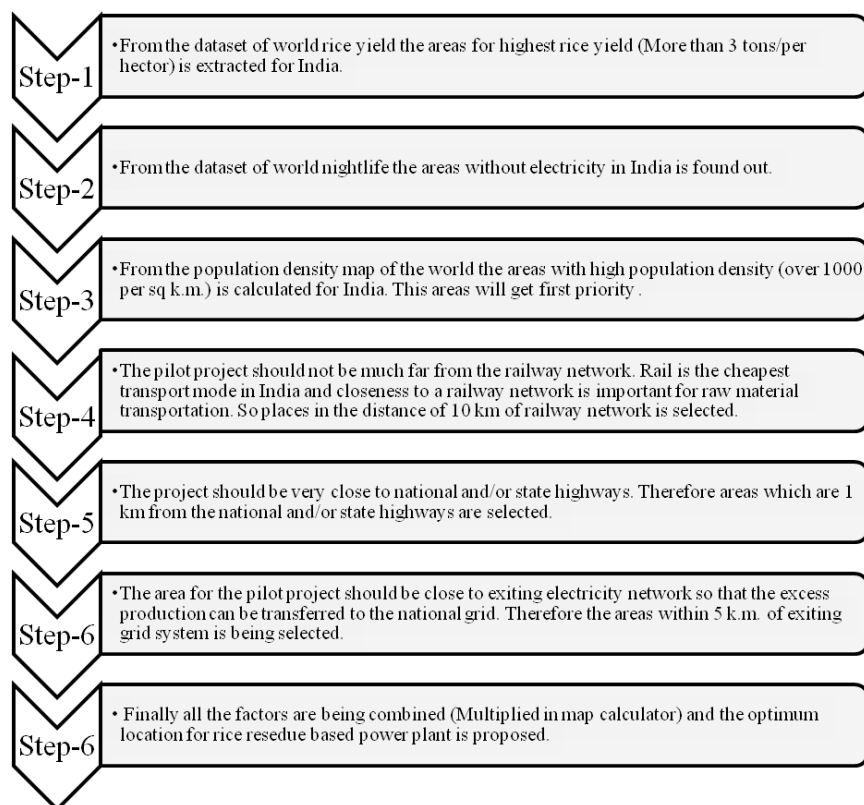 Step-1
•From the dataset of world rice yield the areas for highest rice yield (More than 3 tons/per
hector) is extracted for India.
Step-2
•From the dataset of world nightlife the areas without electricity in India is found out.
Step-3
•From the population density map of the world the areas with high population density (over 1000
per sq k.m.) is calculated for India. This areas will get first priority .
Step-4
•The pilot project should not be much far from the railway network. Rail is the cheapest
transport mode in India and closeness to a railway network is important for raw material
transportation. So places in the distance of 10 km of railway network is selected.
Step-5
•The project should be very close to national and/or state highways. Therefore areas which are 1
km from the national and/or state highways are selected.
Step-6
•The area for the pilot project should be close to exiting electricity network so that the excess
production can be transferred to the national grid. Therefore the areas within 5 k.m. of exiting
grid system is being selected.
Step-6
• Finally all the factors are being combined (Multiplied in map calculator) and the optimum
location for rice resedue based power plant is proposed.